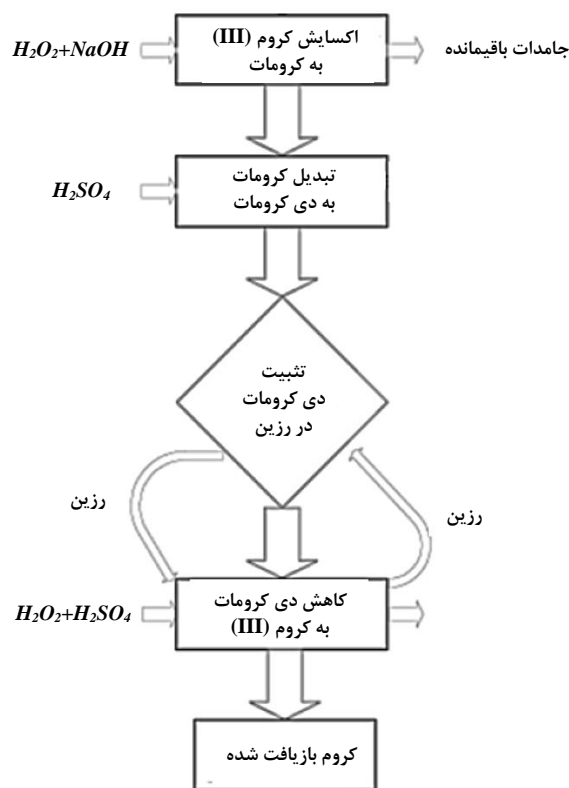 H₂O₂+NaOH
اکسایش کروم (III)
به کرومات
جامدات باقیمانده
H₂SO₄
تبدیل کرومات
به دی کرومات
تثبیت
دی کرومات
در رزین
رزین
رزین
H₂O₂+H₂SO₄
کاهش دی کرومات
به کروم (III)
کروم بازیافت شده